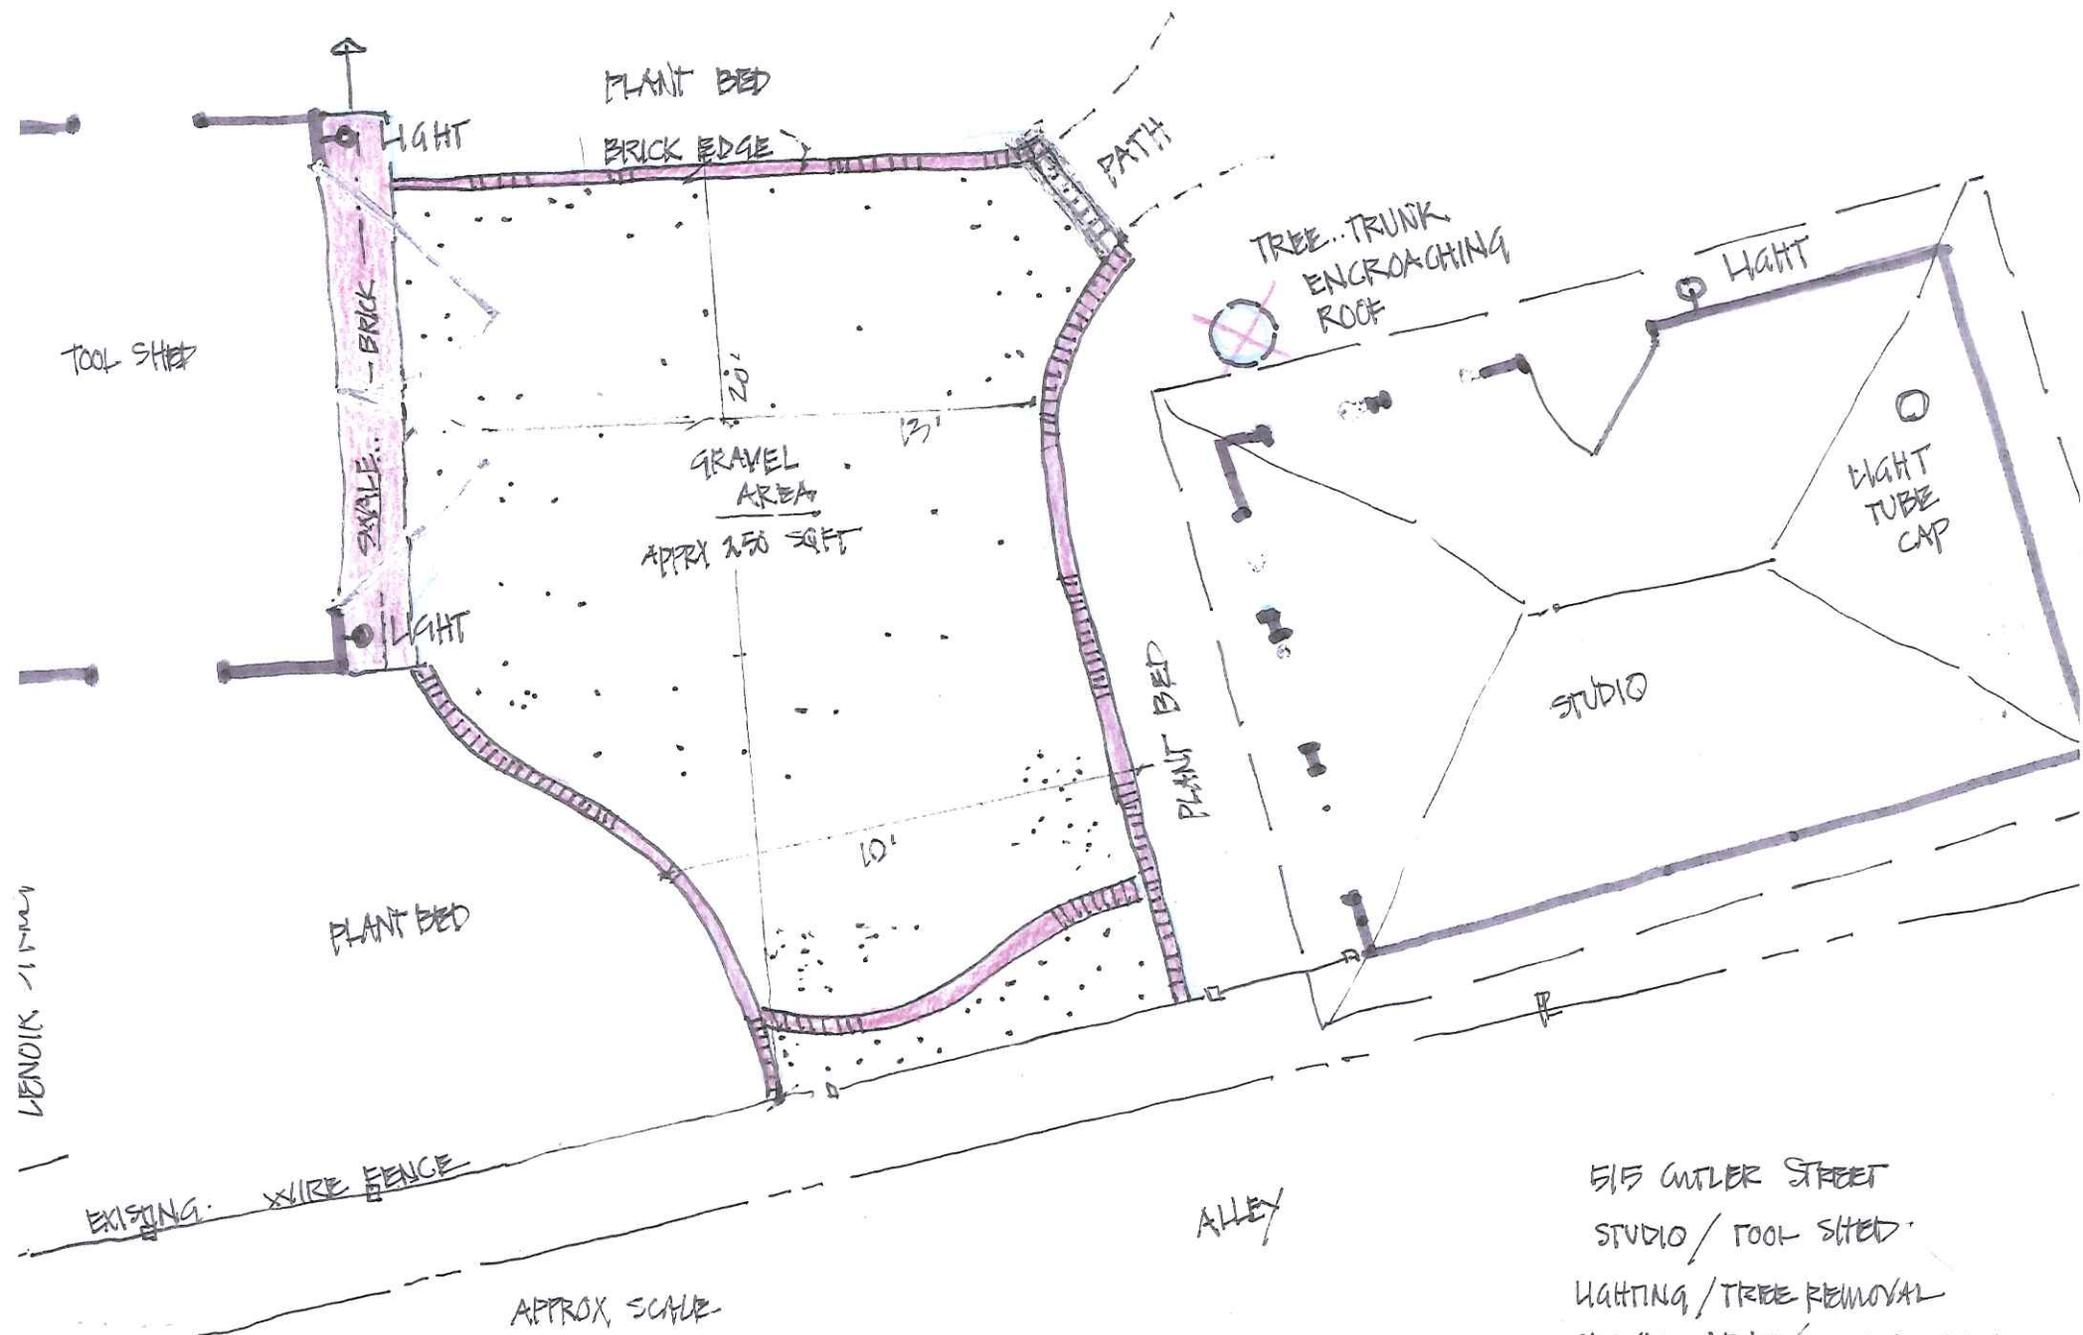 PLANT BED
LIGHT
BRICK EDGE
PATH
TREE...TRUNK
ENCROACHING
ROOF
LIGHT
TOOL SHED
SWALE... - BRICK -
20'
13'
GRAVEL
AREA
APPRX 250 SQFT
LIGHT
TUBE
CAP
LIGHT
STUDIO
PLANT BED
10'
PLANT BED
EXISTING. WIRE FENCE
ALLEY
APPROX SCALE
515 CUTLER STREET
STUDIO / TOOL SHED.
LIGHTING / TREE REMOVAL